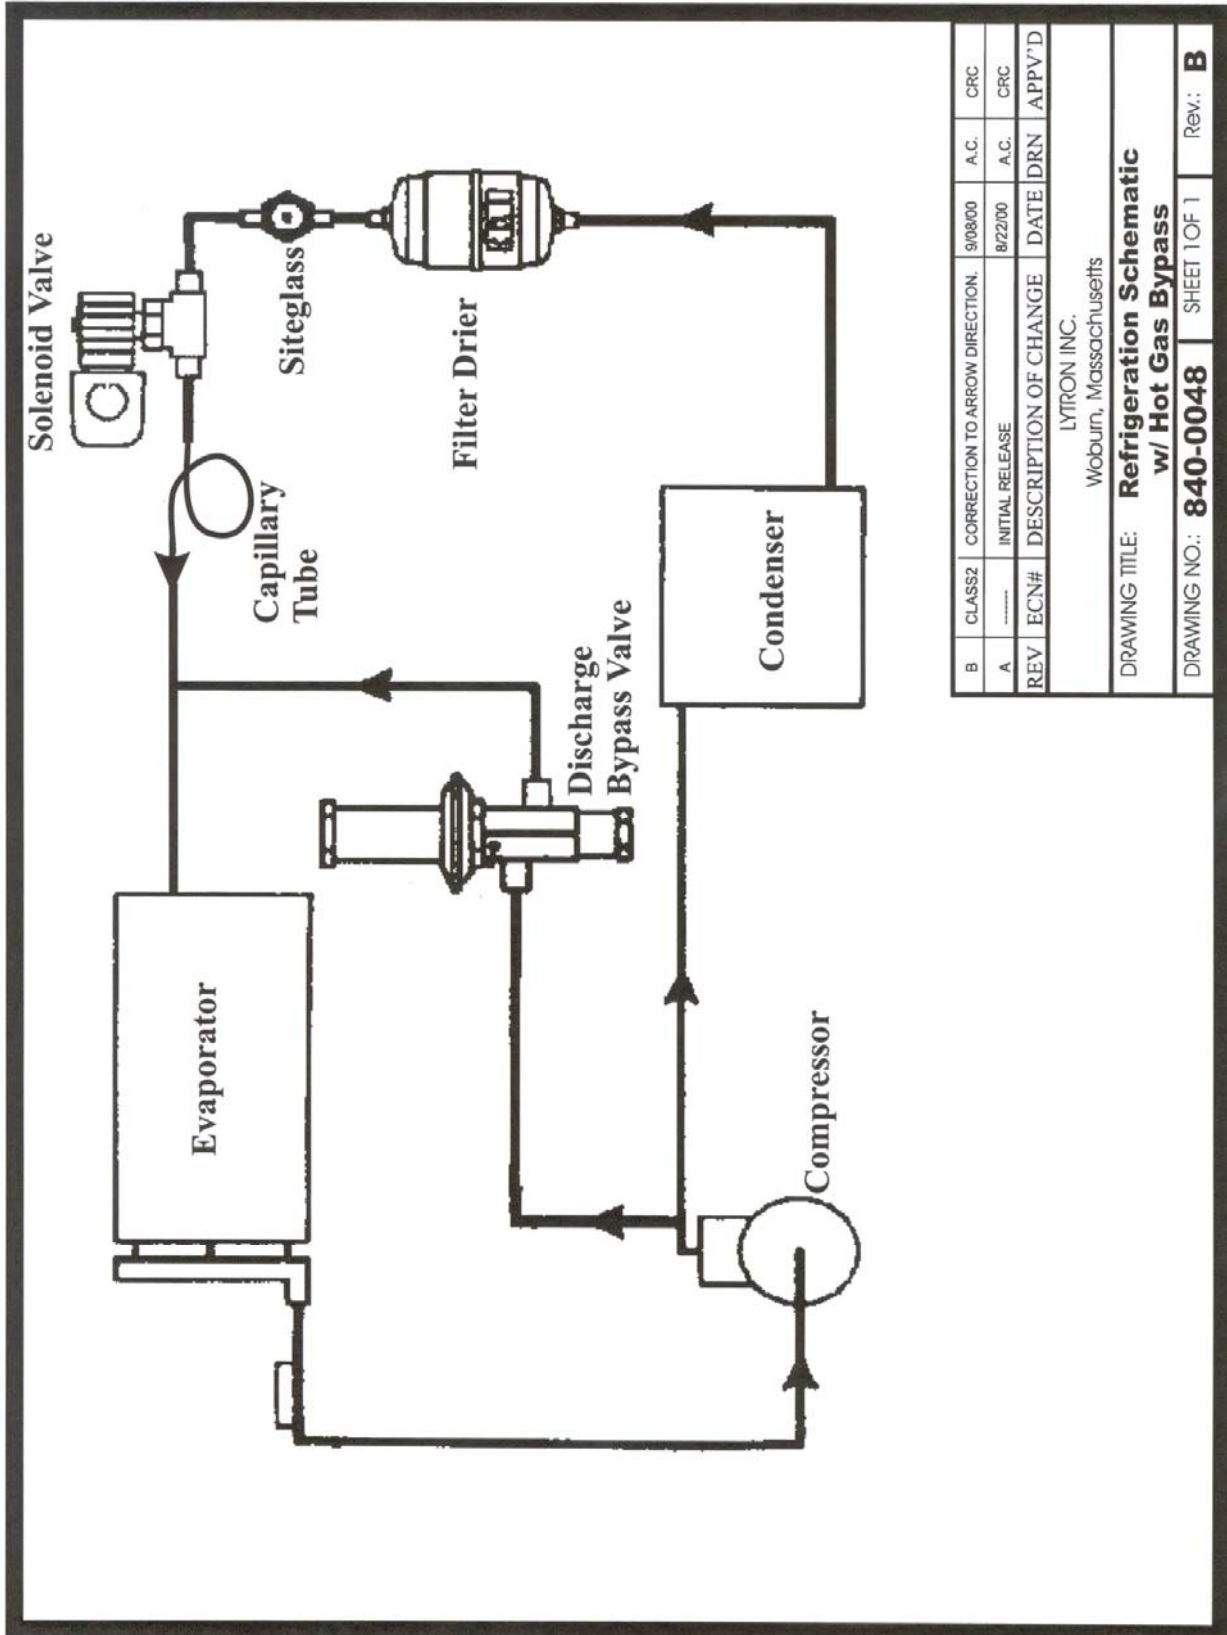 Solenoid Valve
Siteglass
Filter Drier
Capillary
Tube
Discharge
Bypass Valve
Condenser
Evaporator
Compressor
B CLASS2 CORRECTION TO ARROW DIRECTION. 9/08/00 A.C. CRC
A ------- INITIAL RELEASE 8/22/00 A.C. CRC
REV ECN# DESCRIPTION OF CHANGE DATE DRN APPV'D
LYTRON INC.
Woburn, Massachusetts
DRAWING TITLE: Refrigeration Schematic
w/ Hot Gas Bypass
DRAWING NO.: 840-0048 SHEET 1 OF 1 Rev.: B